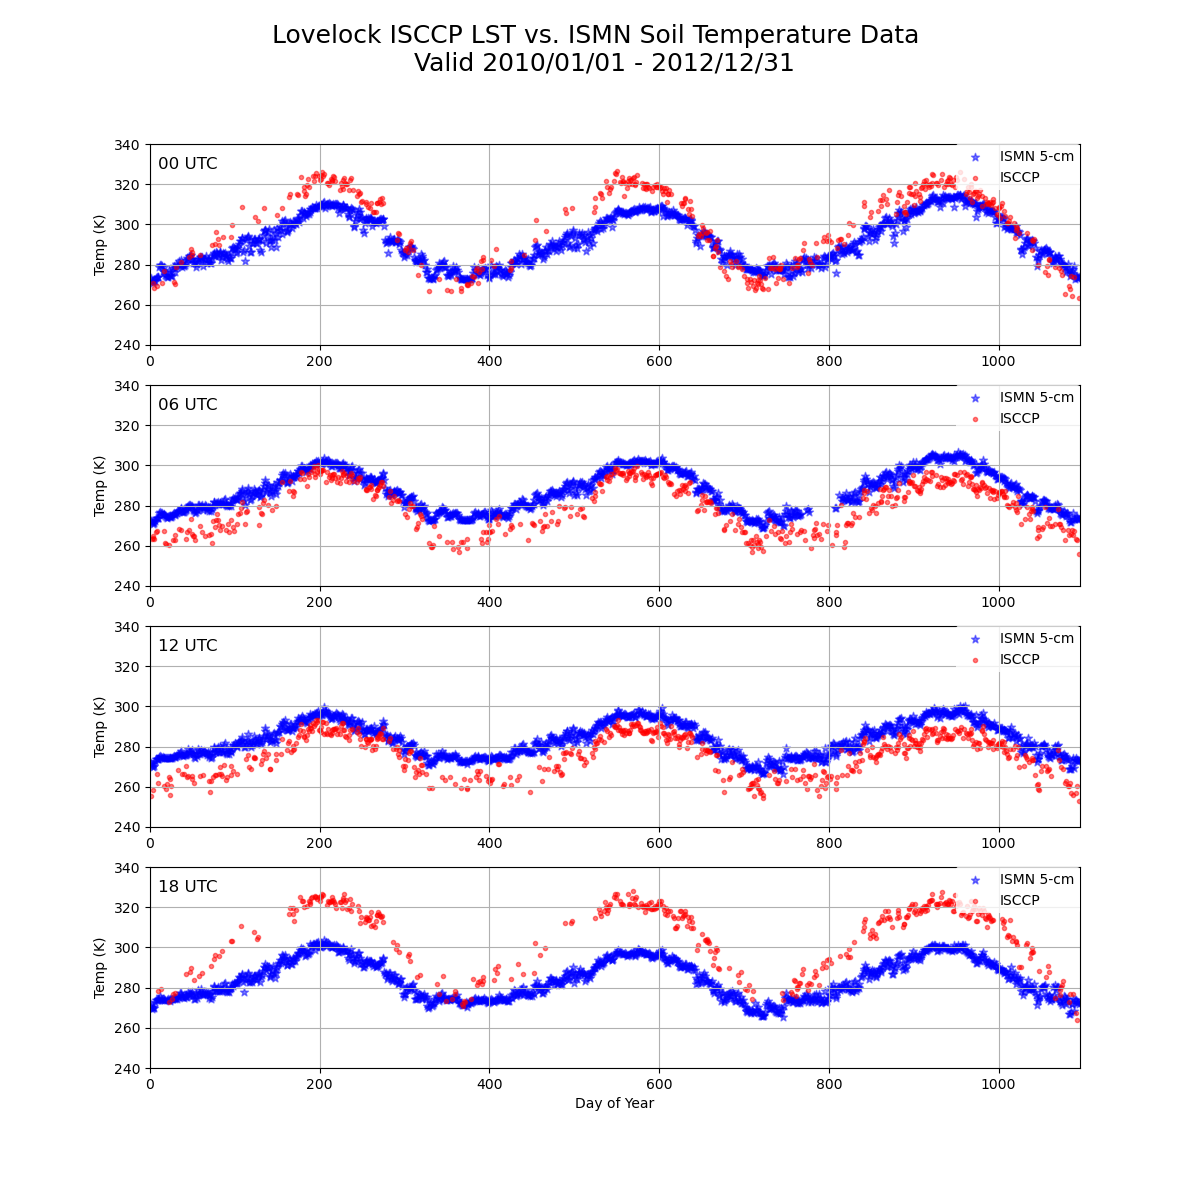 Lovelock ISCCP LST vs. ISMN Soil Temperature Data
Valid 2010/01/01 - 2012/12/31
340
320
300
280
260
240
Temp (K)
00 UTC
ISMN 5-cm
ISCCP
0 200 400 600 800 1000
340
320
300
280
260
240
Temp (K)
06 UTC
ISMN 5-cm
ISCCP
0 200 400 600 800 1000
340
320
300
280
260
240
Temp (K)
12 UTC
ISMN 5-cm
ISCCP
0 200 400 600 800 1000
340
320
300
280
260
240
Temp (K)
18 UTC
ISMN 5-cm
ISCCP
0 200 400 600 800 1000
Day of Year